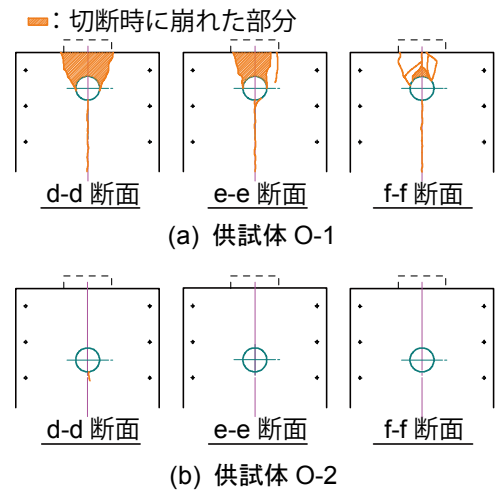 ：切断時に崩れた部分
d-d 断面 e-e 断面 f-f 断面
(a) 供試体 O-1
d-d 断面 e-e 断面 f-f 断面
(b) 供試体 O-2